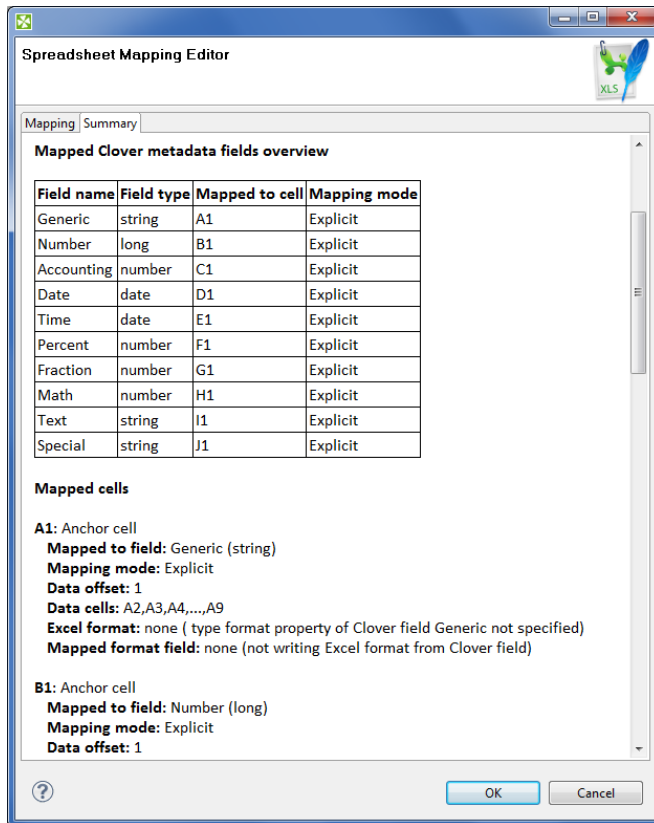 Spreadsheet Mapping Editor
XLS
Mapping Summary
Mapped Clover metadata fields overview
Field name Field type Mapped to cell Mapping mode
Generic string A1 Explicit
Number long B1 Explicit
Accounting number C1 Explicit
Date date D1 Explicit
Time date E1 Explicit
Percent number F1 Explicit
Fraction number G1 Explicit
Math number H1 Explicit
Text string I1 Explicit
Special string J1 Explicit
Mapped cells
A1: Anchor cell
Mapped to field: Generic (string)
Mapping mode: Explicit
Data offset: 1
Data cells: A2,A3,A4,...,A9
Excel format: none ( type format property of Clover field Generic not specified)
Mapped format field: none (not writing Excel format from Clover field)
B1: Anchor cell
Mapped to field: Number (long)
Mapping mode: Explicit
Data offset: 1
? OK Cancel